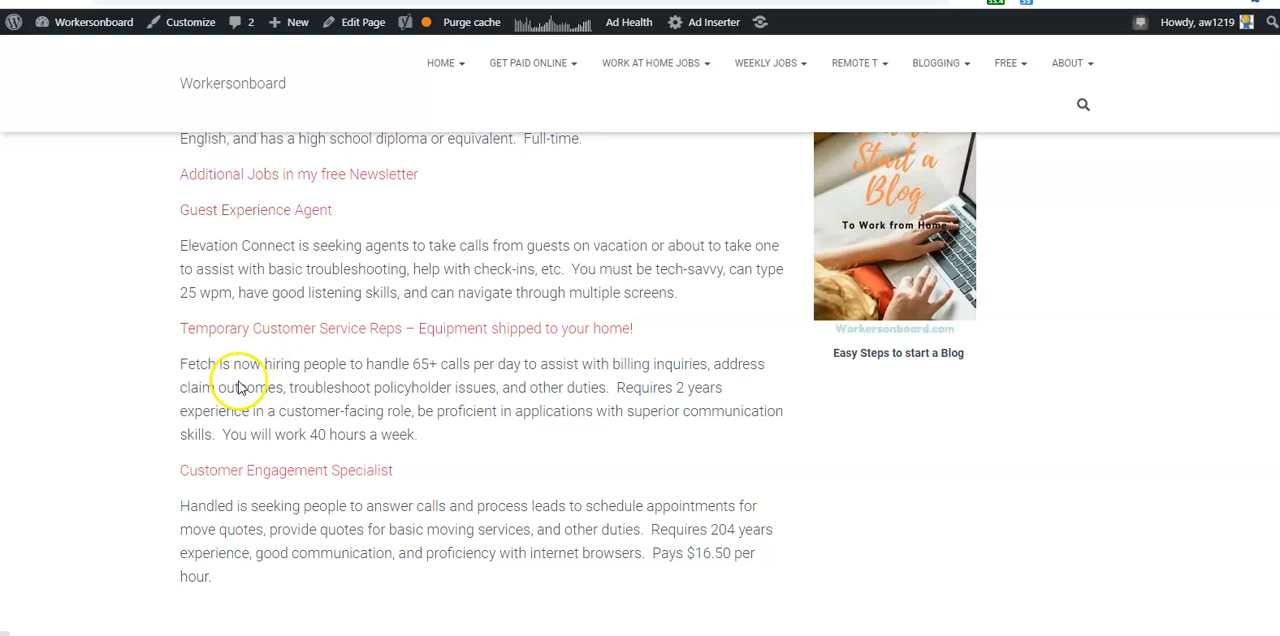 Workersonboard Customize 2 New Edit Page Purge cache Ad Health Ad Inserter Howdy, aw1219
HOME GET PAID ONLINE WORK AT HOME JOBS WEEKLY JOBS REMOTE T BLOGGING FREE ABOUT
Workersonboard
English, and has a high school diploma or equivalent. Full-time.
Additional Jobs in my free Newsletter
Guest Experience Agent
Elevation Connect is seeking agents to take calls from guests on vacation or about to take one
to assist with basic troubleshooting, help with check-ins, etc. You must be tech-savvy, can type
25 wpm, have good listening skills, and can navigate through multiple screens.
Temporary Customer Service Reps – Equipment shipped to your home!
Fetch is now hiring people to handle 65+ calls per day to assist with billing inquiries, address
claim outcomes, troubleshoot policyholder issues, and other duties. Requires 2 years
experience in a customer-facing role, be proficient in applications with superior communication
skills. You will work 40 hours a week.
Customer Engagement Specialist
Handled is seeking people to answer calls and process leads to schedule appointments for
move quotes, provide quotes for basic moving services, and other duties. Requires 204 years
experience, good communication, and proficiency with internet browsers. Pays $16.50 per
hour.
Start a
Blog
To Work from Home
Workersonboard.com
Easy Steps to start a Blog